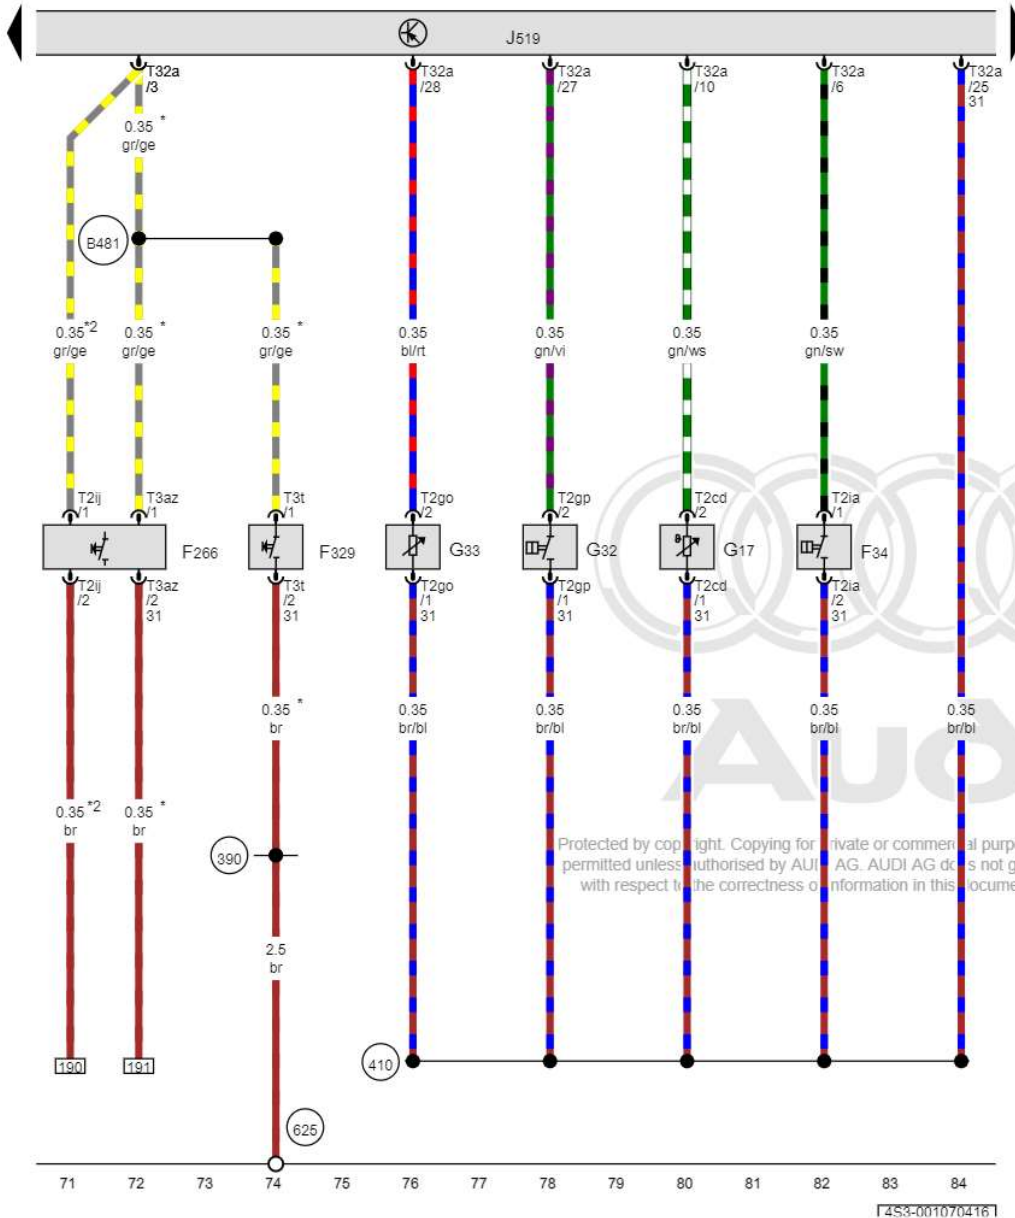 J519
T32a
/3
T32a
/28
T32a
/27
T32a
/10
T32a
/6
T32a
/25
31
0.35 *
gr/ge
B481
0.35 *2
gr/ge
0.35 *
gr/ge
0.35 *
gr/ge
0.35
bl/rt
0.35
gn/vi
0.35
gn/ws
0.35
gn/sw
T2ij
/1
T3az
/1
T3t
/1
T2go
/2
T2gp
/2
T2cd
/2
T2ia
/1
F266
F329
G33
G32
G17
F34
T2ij
/2
T3az
/2
31
T3t
/2
31
T2go
/1
31
T2gp
/1
31
T2cd
/1
31
T2ia
/2
31
0.35 *
br
0.35
br/bl
0.35
br/bl
0.35
br/bl
0.35
br/bl
0.35
br/bl
Aud
0.35 *2
br
0.35 *
br
390
Protected by copyright. Copying for private or commercial purp
permitted unless authorised by AUDI AG. AUDI AG does not g
with respect to the correctness of information in this docume
2.5
br
190
191
410
625
71 72 73 74 75 76 77 78 79 80 81 82 83 84
4S3-001070416